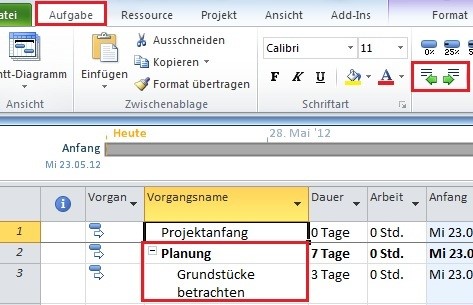 atei
Aufgabe
Ressource
Projekt
Ansicht
Add-Ins
Format
ntt-Diagramm
Ansicht
Einfügen
Ausschneiden
Kopieren
Format übertragen
Zwischenablage
Calibri
11
F K U
A
Schriftart
0% 25%
Heute
28. Mai '12
Anfang
Mi 23.05.12
Vorgan Vorgangsname Dauer Arbeit Anfang
1 Projektanfang 0 Tage 0 Std. Mi 23.0
2 Planung 7 Tage 0 Std. Mi 23.0
3 Grundstücke 3 Tage 0 Std. Mi 23.0
betrachten